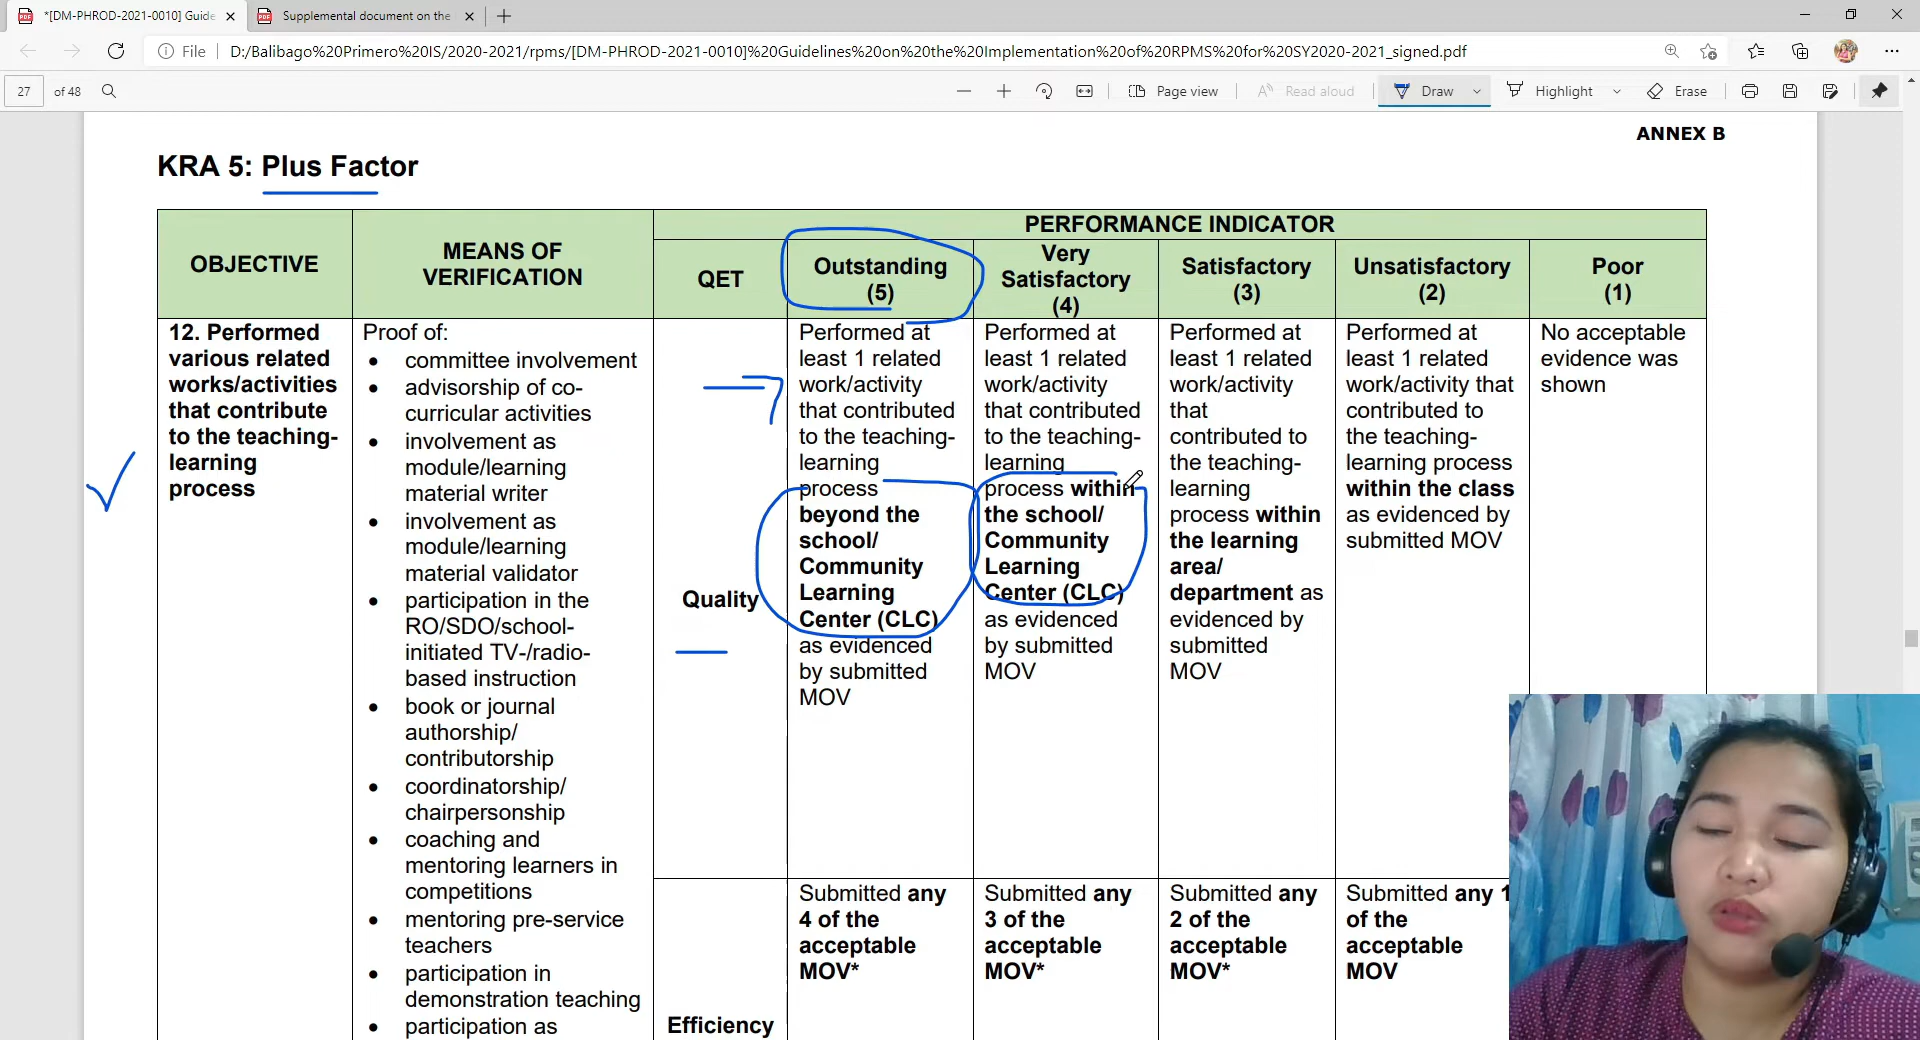 *[DM-PHROD-2021-0010] Guide
Supplemental document on the
File
D:/Balibago%20Primero%20IS/2020-2021/rpms/[DM-PHROD-2021-0010]%20Guidelines%20on%20the%20Implementation%20of%20RPMS%20for%20SY2020-2021_signed.pdf
27 of 48
Page view
Read aloud
Draw
Highlight
Erase
ANNEX B
KRA 5: Plus Factor
OBJECTIVE
MEANS OF
VERIFICATION
PERFORMANCE INDICATOR
QET
Outstanding
(5)
Very
Satisfactory
(4)
Satisfactory
(3)
Unsatisfactory
(2)
Poor
(1)
12. Performed
various related
works/activities
that contribute
to the teaching-
learning
process
Proof of:
• committee involvement
• advisorship of co-
curricular activities
• involvement as
module/learning
material writer
• involvement as
module/learning
material validator
• participation in the
RO/SDO/school-
initiated TV-/radio-
based instruction
• book or journal
authorship/
contributorship
• coordinatorship/
chairpersonship
• coaching and
mentoring learners in
competitions
• mentoring pre-service
teachers
• participation in
demonstration teaching
• participation as
Quality
Performed at
least 1 related
work/activity
that contributed
to the teaching-
learning
process
beyond the
school/
Community
Learning
Center (CLC)
as evidenced
by submitted
MOV
Performed at
least 1 related
work/activity
that contributed
to the teaching-
learning
process within
the school/
Community
Learning
Center (CLC)
as evidenced
by submitted
MOV
Performed at
least 1 related
work/activity
that
contributed to
the teaching-
learning
process within
the learning
area/
department as
evidenced by
submitted
MOV
Performed at
least 1 related
work/activity that
contributed to
the teaching-
learning process
within the class
as evidenced by
submitted MOV
No acceptable
evidence was
shown
Efficiency
Submitted any
4 of the
acceptable
MOV*
Submitted any
3 of the
acceptable
MOV*
Submitted any
2 of the
acceptable
MOV*
Submitted any 1
of the
acceptable
MOV